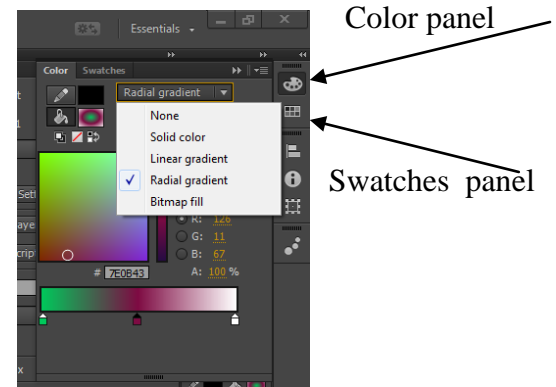 Color panel
Essentials
Color Swatches
Radial gradient
None
Solid color
Linear gradient
Radial gradient
Bitmap fill
Swatches panel
R: 126
G: 11
B: 67
# 7E0B43 A: 100 %